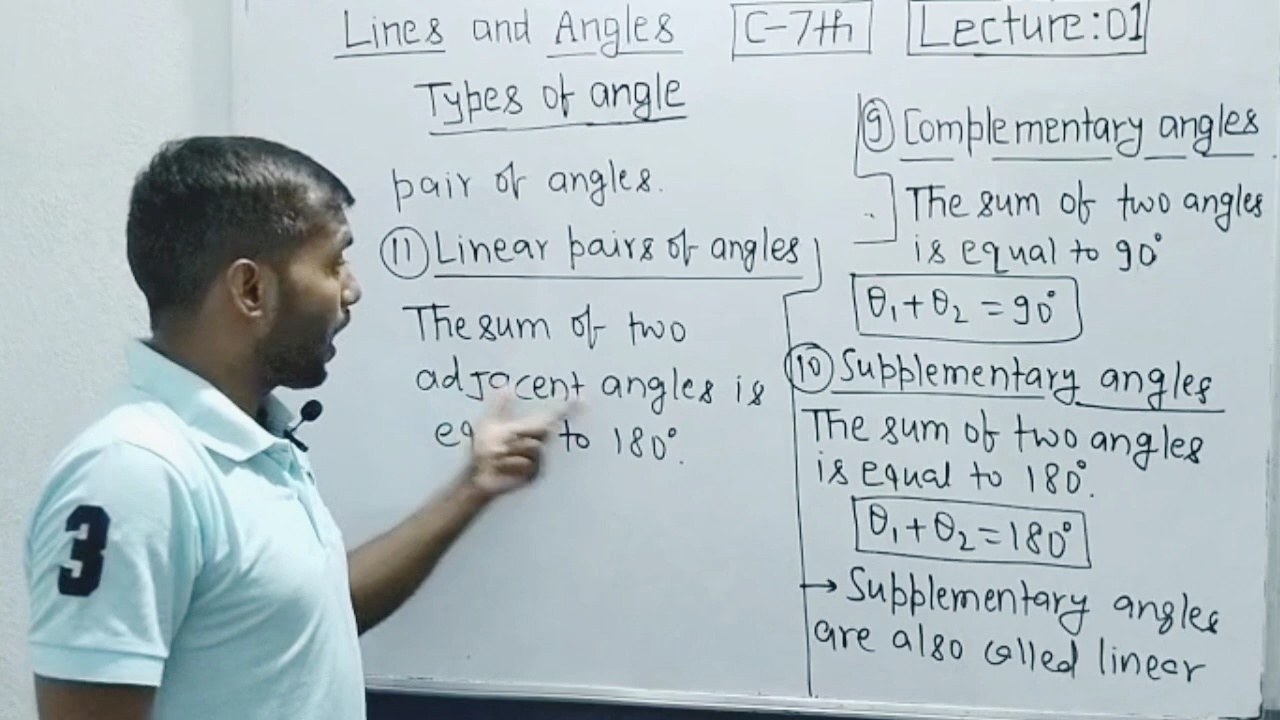 Lines and Angles C-7th Lecture:01
Types of angle
pair of angles.
11 Linear pairs of angles
The sum of two
adjacent angles is
to 180°.
9 Complementary angles
The sum of two angles
is equal to 90°
θ₁+θ₂=90°
10 Supplementary angles
The sum of two angles
is equal to 180°.
θ₁+θ₂=180°
→ Supplementary angles
are also called linear
3